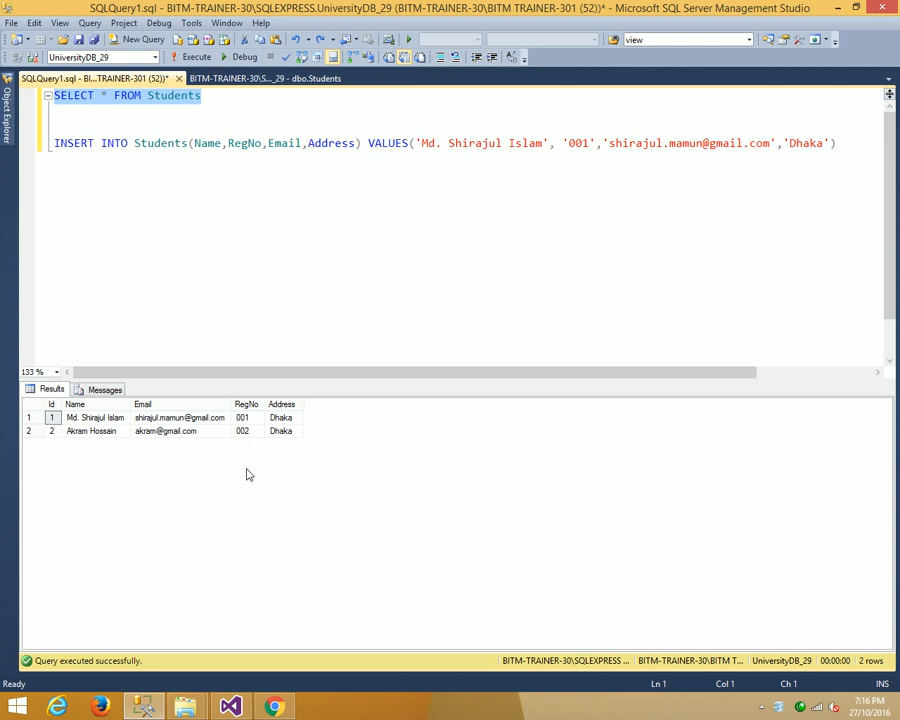 SQLQuery1.sql - BITM-TRAINER-30\SQLEXPRESS.UniversityDB_29 (BITM-TRAINER-30\BITM TRAINER-301 (52))* - Microsoft SQL Server Management Studio
File Edit View Query Project Debug Tools Window Help
New Query view
UniversityDB_29 Execute Debug
SQLQuery1.sql - BI...TRAINER-301 (52))* BITM-TRAINER-30\S..._29 - dbo.Students
Object Explorer
SELECT * FROM Students
INSERT INTO Students(Name,RegNo,Email,Address) VALUES('Md. Shirajul Islam', '001','shirajul.mamun@gmail.com','Dhaka')
133 %
Results Messages
Id Name Email RegNo Address
1 1 Md. Shirajul Islam shirajul.mamun@gmail.com 001 Dhaka
2 2 Akram Hossain akram@gmail.com 002 Dhaka
Query executed successfully. BITM-TRAINER-30\SQLEXPRESS ... BITM-TRAINER-30\BITM T... UniversityDB_29 00:00:00 2 rows
Ready Ln 1 Col 1 Ch 1 INS
7:16 PM
27/10/2016